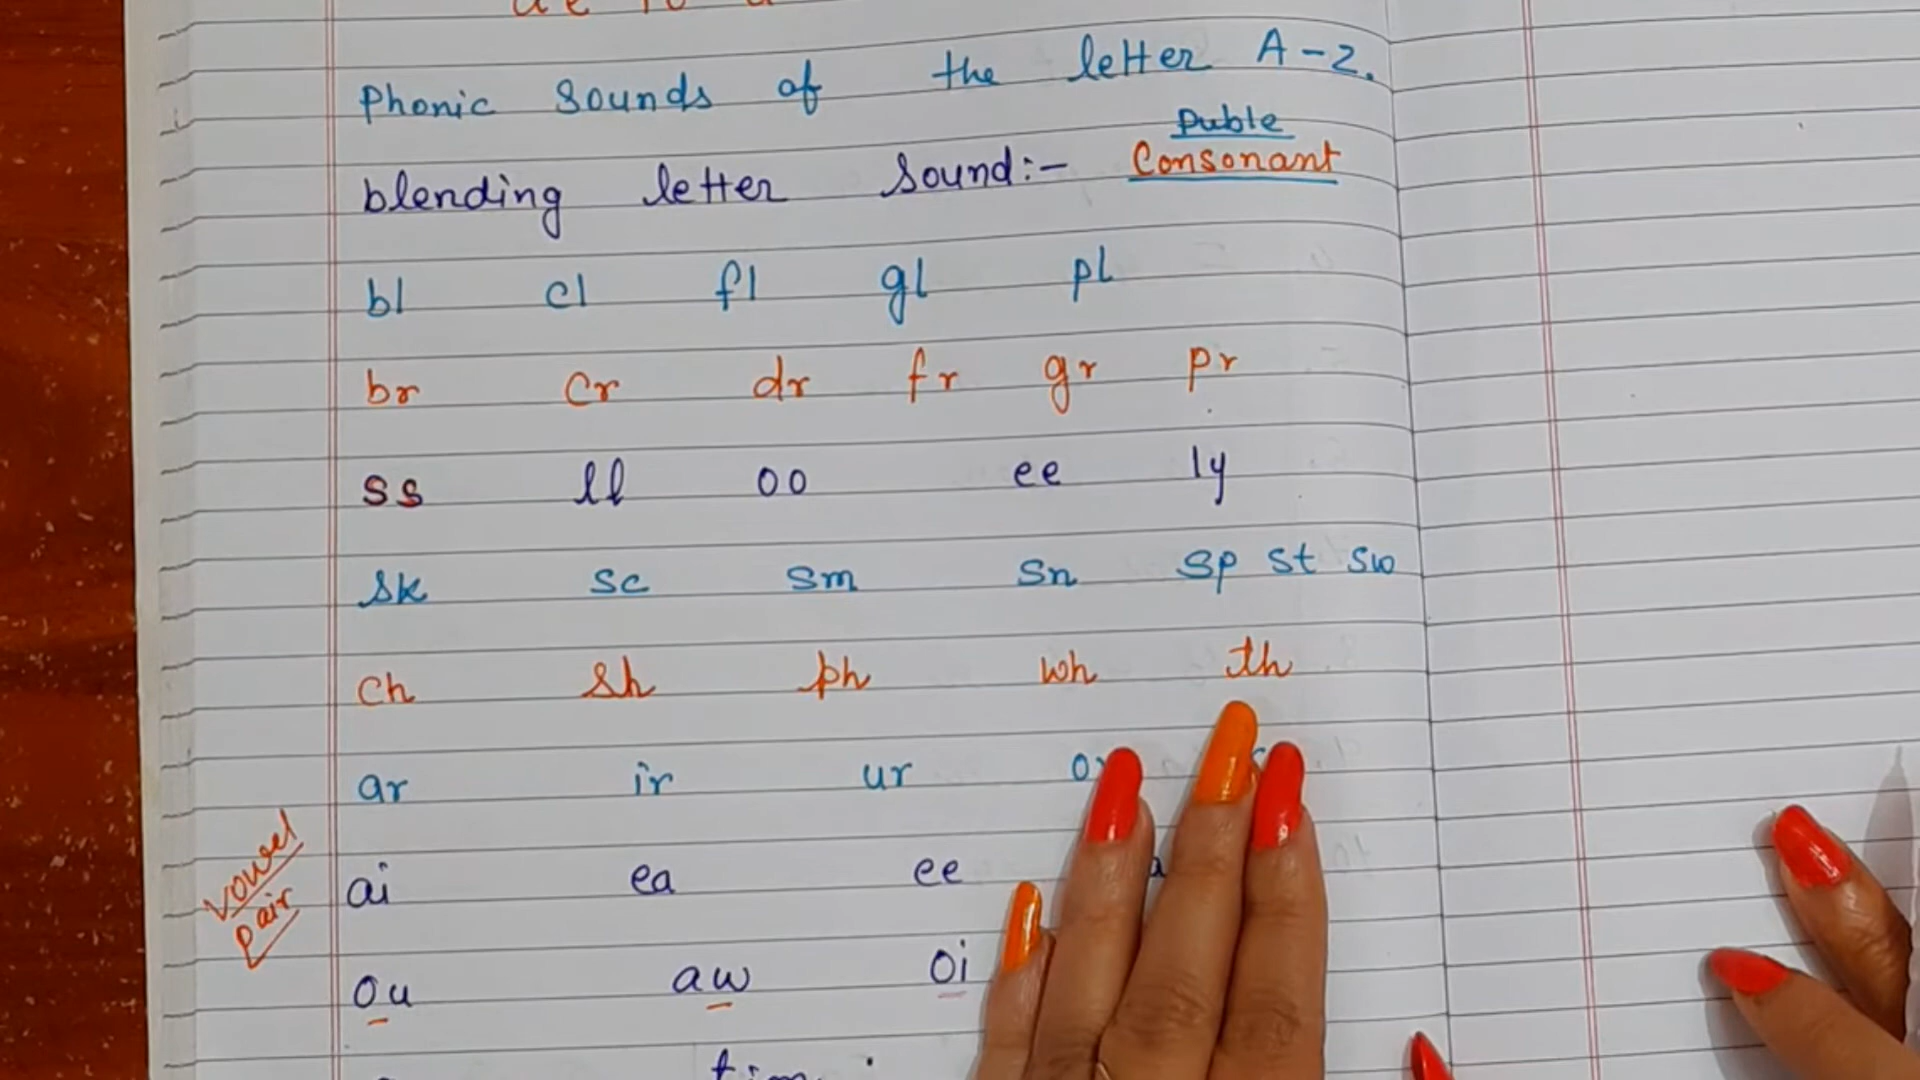 Phonic Sounds of the letter A-Z.
Duble
blending letter Sound:- Consonant
bl cl fl gl pl
br cr dr fr gr pr
ss ll oo ee ly
sk sc sm sn sp st sw
ch sh ph wh th
ar ir ur
vowel pair
ai ea ee
ou aw oi